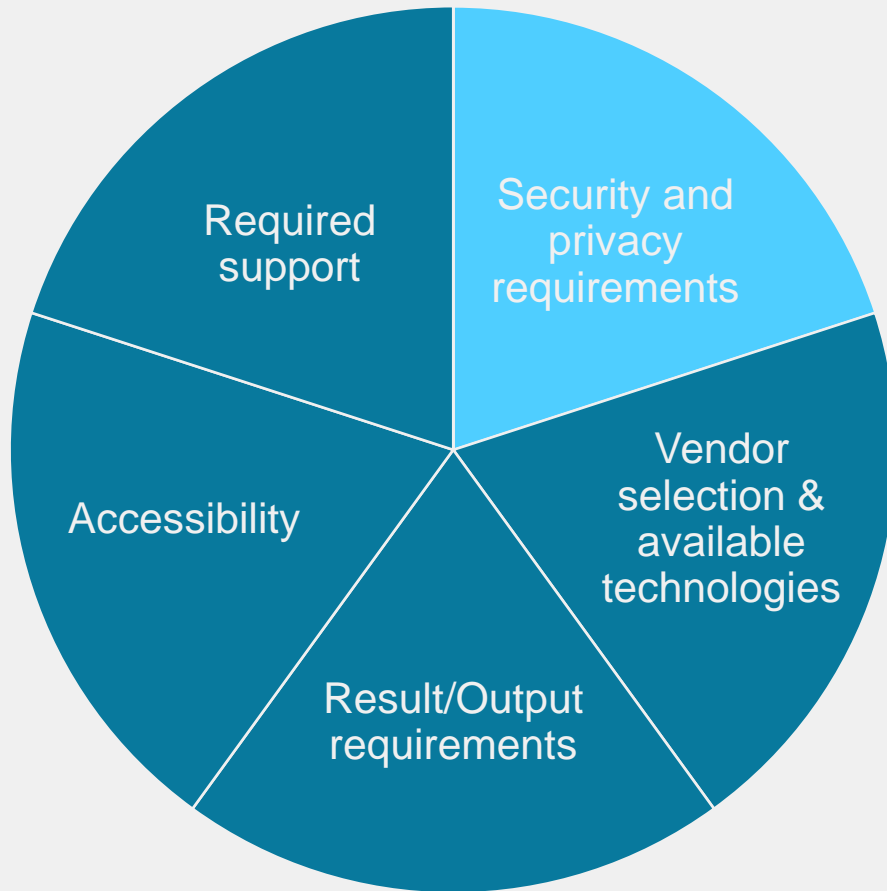 Required
support
Security and
privacy
requirements
Accessibility
Vendor
selection &
available
technologies
Result/Output
requirements